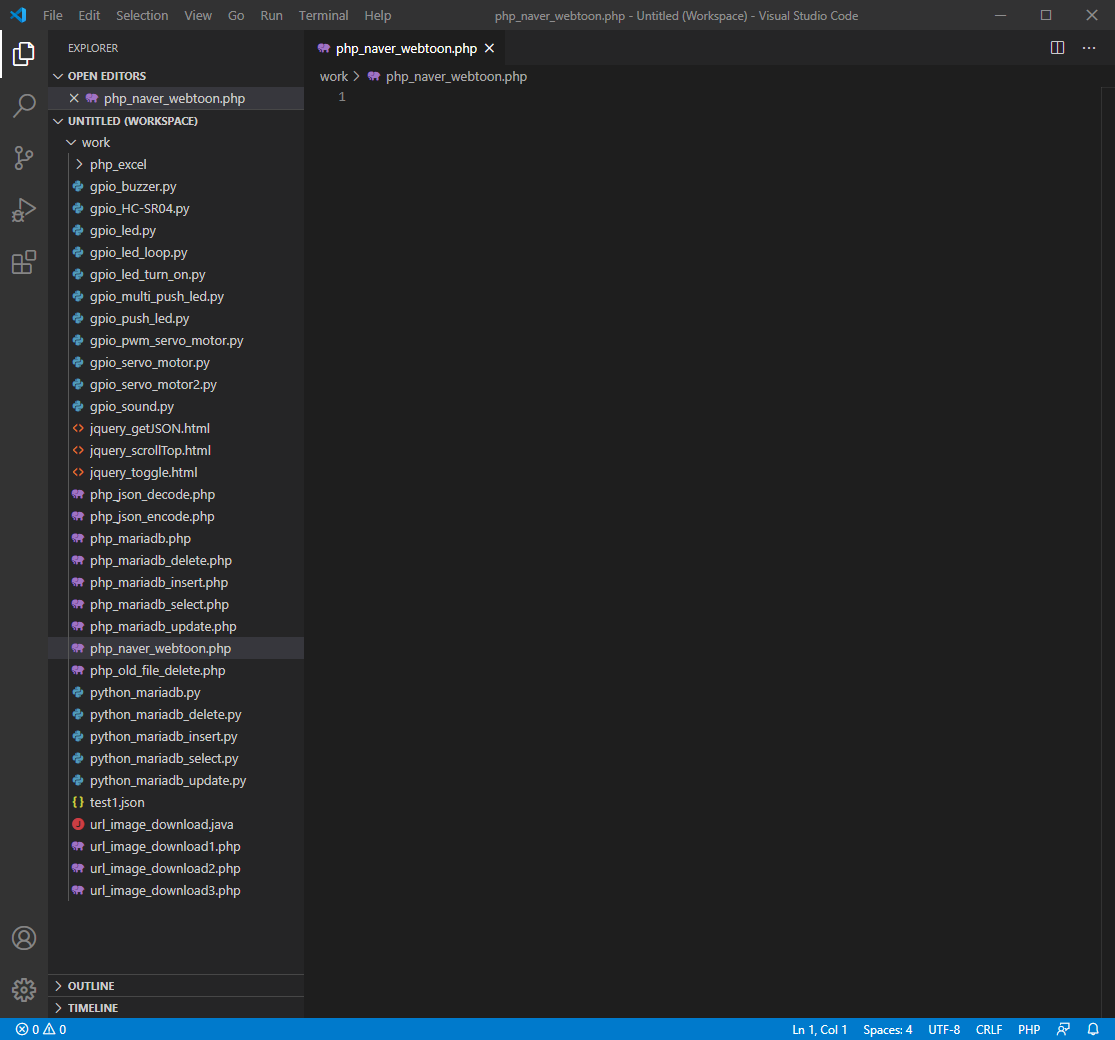 File Edit Selection View Go Run Terminal Help php_naver_webtoon.php - Untitled (Workspace) - Visual Studio Code
EXPLORER
OPEN EDITORS
php_naver_webtoon.php
UNTITLED (WORKSPACE)
work
php_excel
gpio_buzzer.py
gpio_HC-SR04.py
gpio_led.py
gpio_led_loop.py
gpio_led_turn_on.py
gpio_multi_push_led.py
gpio_push_led.py
gpio_pwm_servo_motor.py
gpio_servo_motor.py
gpio_servo_motor2.py
gpio_sound.py
jquery_getJSON.html
jquery_scrollTop.html
jquery_toggle.html
php_json_decode.php
php_json_encode.php
php_mariadb.php
php_mariadb_delete.php
php_mariadb_insert.php
php_mariadb_select.php
php_mariadb_update.php
php_naver_webtoon.php
php_old_file_delete.php
python_mariadb.py
python_mariadb_delete.py
python_mariadb_insert.py
python_mariadb_select.py
python_mariadb_update.py
test1.json
url_image_download.java
url_image_download1.php
url_image_download2.php
url_image_download3.php
OUTLINE
TIMELINE
php_naver_webtoon.php
work > php_naver_webtoon.php
1
0 0 Ln 1, Col 1 Spaces: 4 UTF-8 CRLF PHP